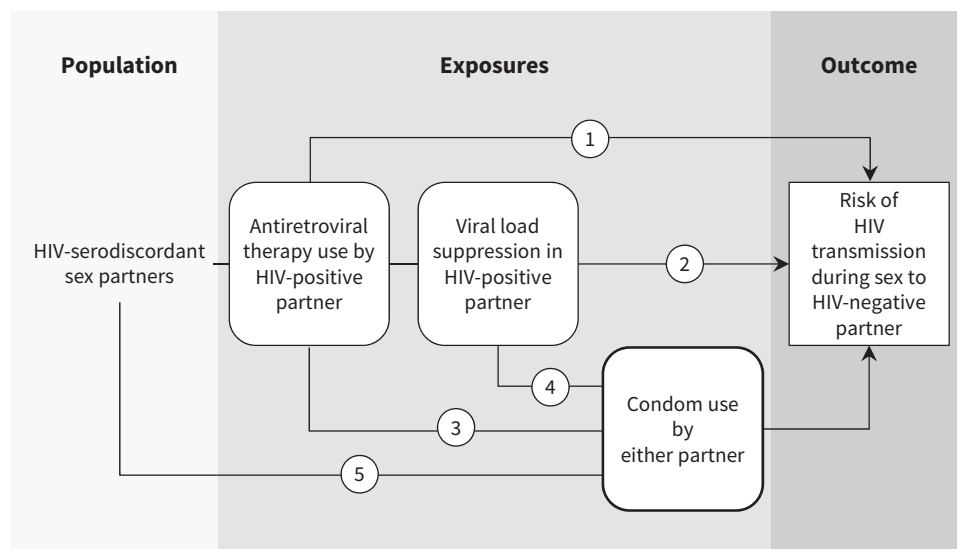 Population
Exposures
Outcome
1
HIV-serodiscordant
sex partners
Antiretroviral
therapy use by
HIV-positive
partner
Viral load
suppression in
HIV-positive
partner
2
Risk of
HIV
transmission
during sex to
HIV-negative
partner
4
3
5
Condom use
by
either partner